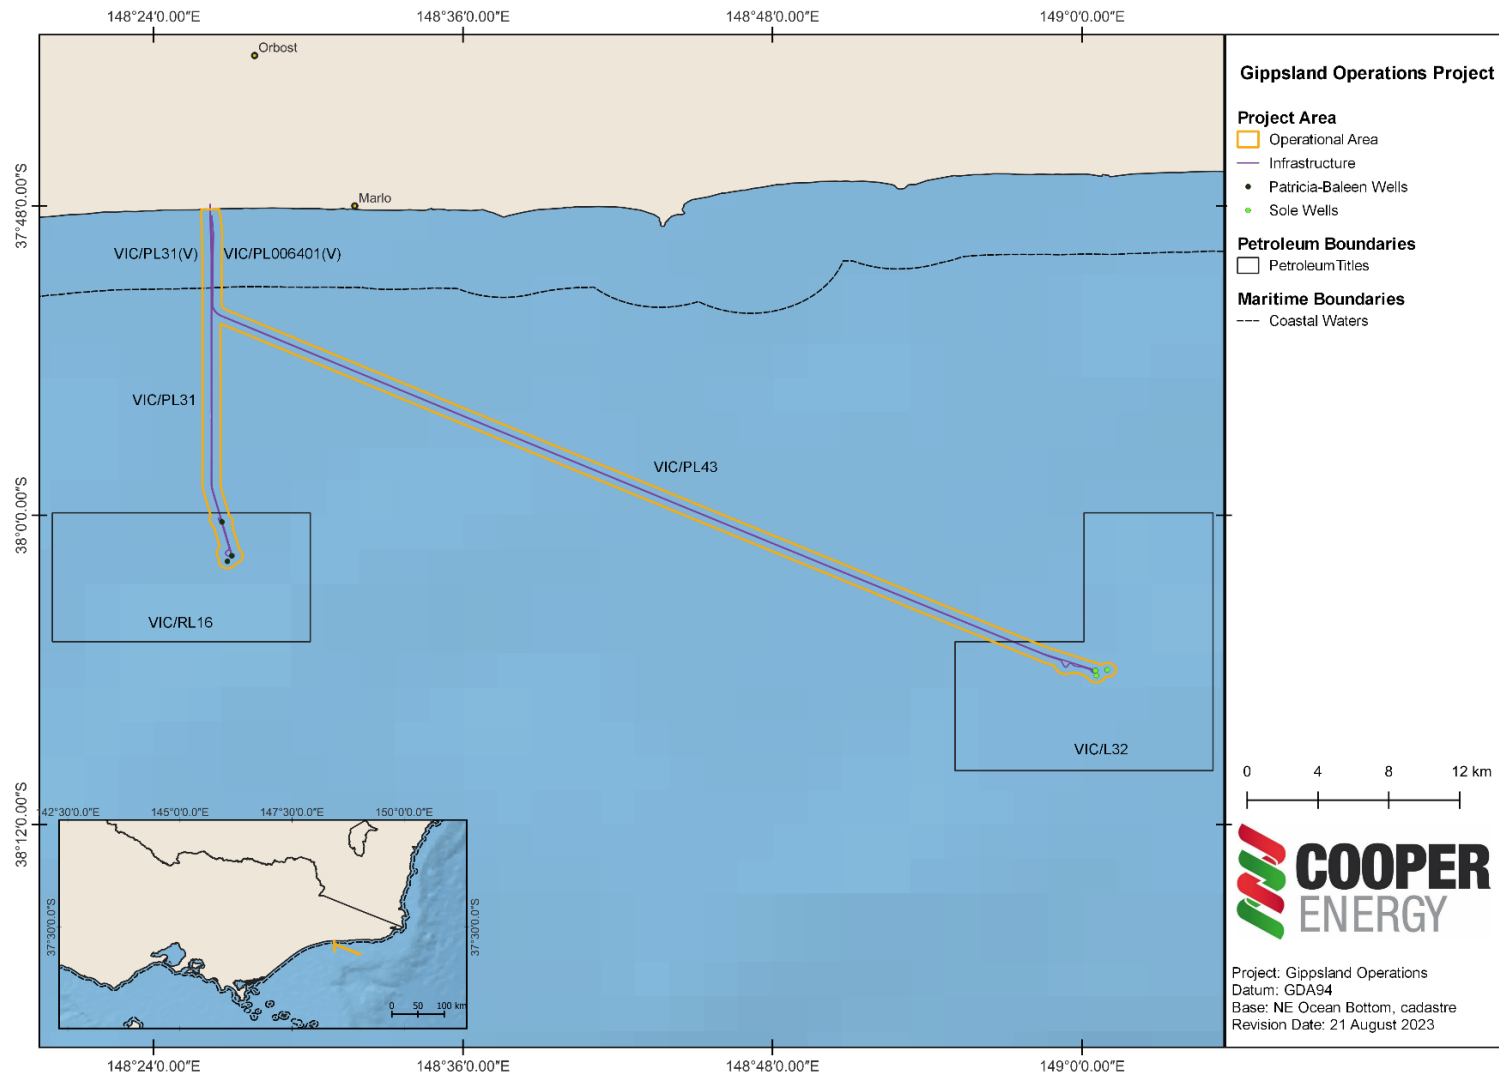 148°24'0.00"E
148°36'0.00"E
148°48'0.00"E
149°0'0.00"E
Orbost
Marlo
37°48'0.00"S
38°0'0.00"S
38°12'0.00"S
VIC/PL31(V)
VIC/PL006401(V)
VIC/PL31
VIC/PL43
VIC/RL16
VIC/L32
42°30'0.0"E
145°0'0.0"E
147°30'0.0"E
150°0'0.0"E
37°30'0.0"S
37°30'0.0"S
0 50 100 km
148°24'0.00"E
148°36'0.00"E
148°48'0.00"E
149°0'0.00"E
Gippsland Operations Project
Project Area
Operational Area
Infrastructure
Patricia-Baleen Wells
Sole Wells
Petroleum Boundaries
Petroleum Titles
Maritime Boundaries
Coastal Waters
0 4 8 12 km
COOPER
ENERGY
Project: Gippsland Operations
Datum: GDA94
Base: NE Ocean Bottom, cadastre
Revision Date: 21 August 2023